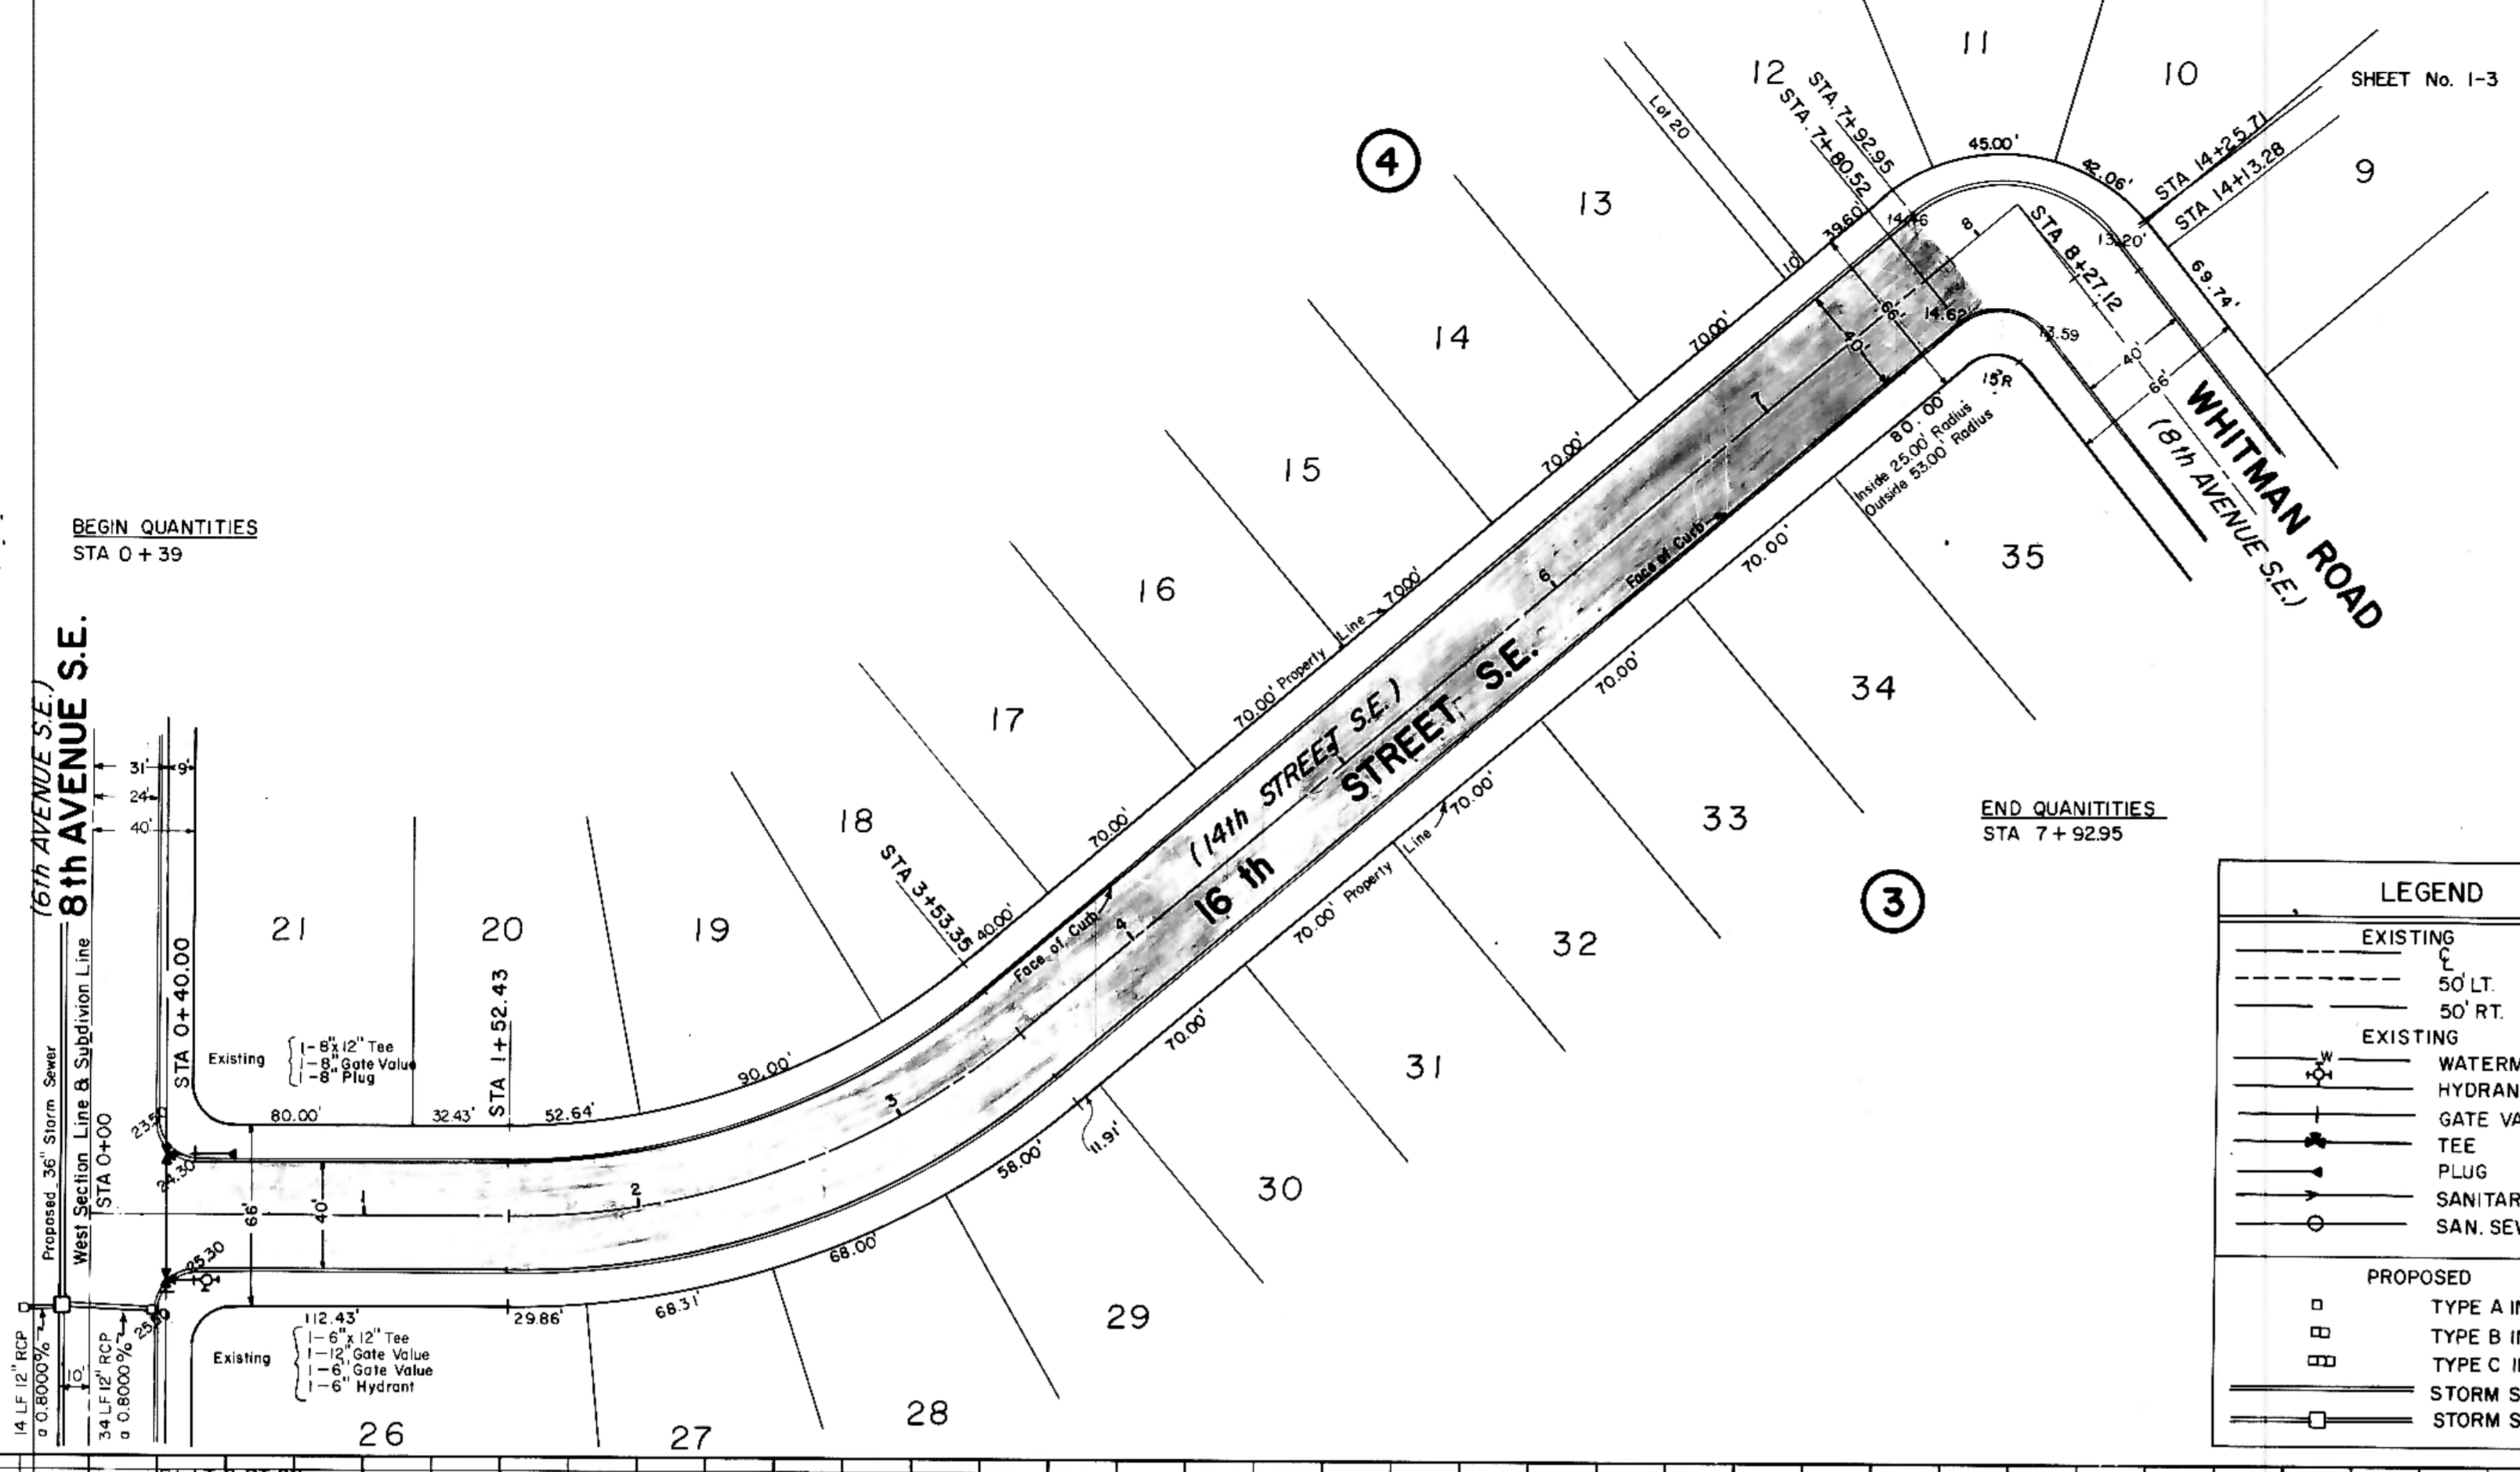 SHEET No. 1-3
11
10
12
9
STA. 7+92.95
STA. 7+80.52
Lot 20
45.00'
42.06'
STA 14+25.71
STA 14+13.28
4
13
39.60'
14.46
8
STA 8+27.12
13.20'
69.74'
10'
66'
14.62'
40'
13.59
15'R
40'
66'
WHITMAN ROAD
(8th AVENUE S.E.)
14
70.00'
7
80.00'
Inside 25.00' Radius
Outside 53.00' Radius
15
70.00'
70.00'
35
BEGIN QUANTITIES
STA 0+39
16
Line
70.00'
6
Face of Curb
70.00'
34
17
70.00' Property
(14th STREET S.E.)
16 th STREET S.E.
70.00'
Line
70.00' Property
33
END QUANITITIES
STA 7+92.95
3
(6th AVENUE S.E.)
8th AVENUE S.E.
31'
9'
24'
40'
18
STA 3+53.35
70.00'
40.00'
Face of Curb
4
32
21
20
19
STA 0+40.00
STA 1+52.43
Proposed 36" Storm Sewer
West Section Line & Subdivion Line
STA 0+00
Existing
1-8"x12" Tee
1-8" Gate Value
1-8" Plug
80.00'
32.43'
52.64'
90.00'
3
70.00'
31
11.91'
58.00'
30
24.30
66'
40'
1
2
25.30
68.00'
68.31'
29
112.43'
29.86'
Existing
1-6"x12" Tee
1-12" Gate Value
1-6" Gate Value
1-6" Hydrant
14 LF 12" RCP
@ 0.8000%
10'
34 LF 12" RCP
@ 0.8000%
26
27
28
LEGEND
EXISTING
℄
50' LT.
50' RT.
EXISTING
W
WATERM
HYDRAN
GATE VA
TEE
PLUG
SANITAR
SAN. SEW
PROPOSED
TYPE A IN
TYPE B IN
TYPE C IN
STORM S
STORM S